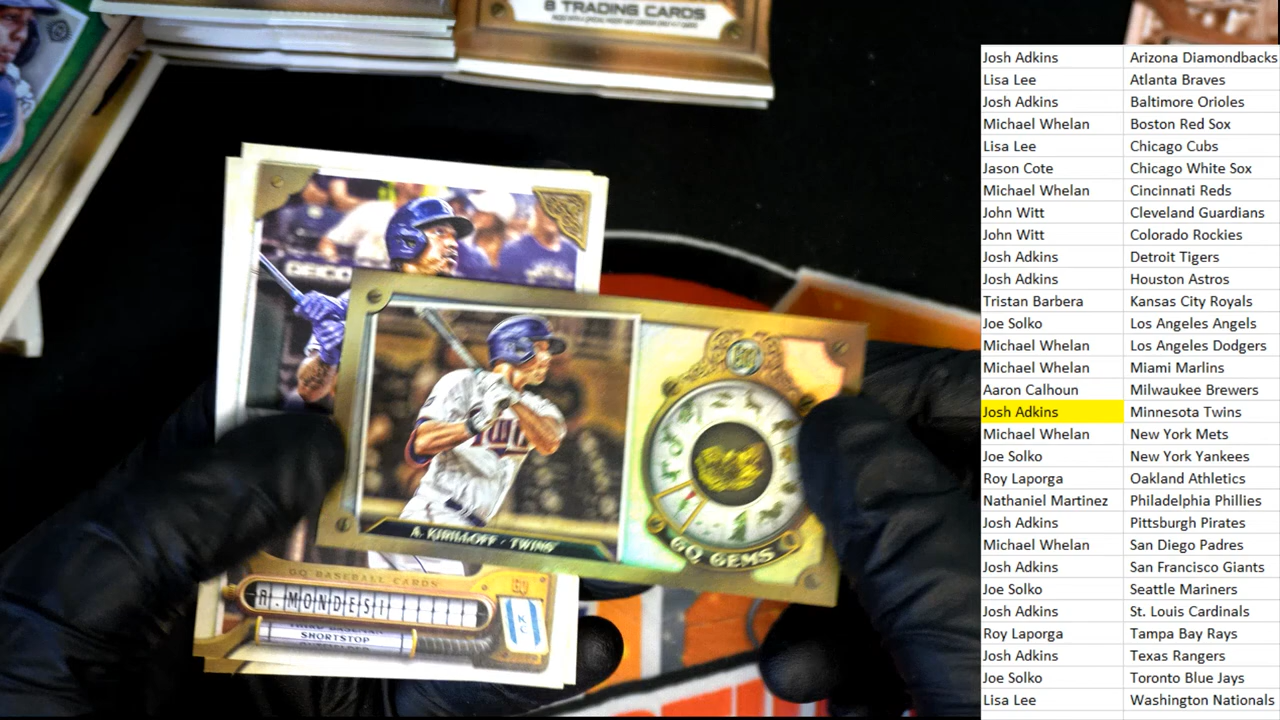 8 TRADING CARDS
GEICO
A. KIRILLOFF · TWINS
GQ GEMS
GQ BASEBALL CARDS
R. MONDESI
SHORTSTOP
KC
Josh Adkins Arizona Diamondbacks
Lisa Lee Atlanta Braves
Josh Adkins Baltimore Orioles
Michael Whelan Boston Red Sox
Lisa Lee Chicago Cubs
Jason Cote Chicago White Sox
Michael Whelan Cincinnati Reds
John Witt Cleveland Guardians
John Witt Colorado Rockies
Josh Adkins Detroit Tigers
Josh Adkins Houston Astros
Tristan Barbera Kansas City Royals
Joe Solko Los Angeles Angels
Michael Whelan Los Angeles Dodgers
Michael Whelan Miami Marlins
Aaron Calhoun Milwaukee Brewers
Josh Adkins Minnesota Twins
Michael Whelan New York Mets
Joe Solko New York Yankees
Roy Laporga Oakland Athletics
Nathaniel Martinez Philadelphia Phillies
Josh Adkins Pittsburgh Pirates
Michael Whelan San Diego Padres
Josh Adkins San Francisco Giants
Joe Solko Seattle Mariners
Josh Adkins St. Louis Cardinals
Roy Laporga Tampa Bay Rays
Josh Adkins Texas Rangers
Joe Solko Toronto Blue Jays
Lisa Lee Washington Nationals